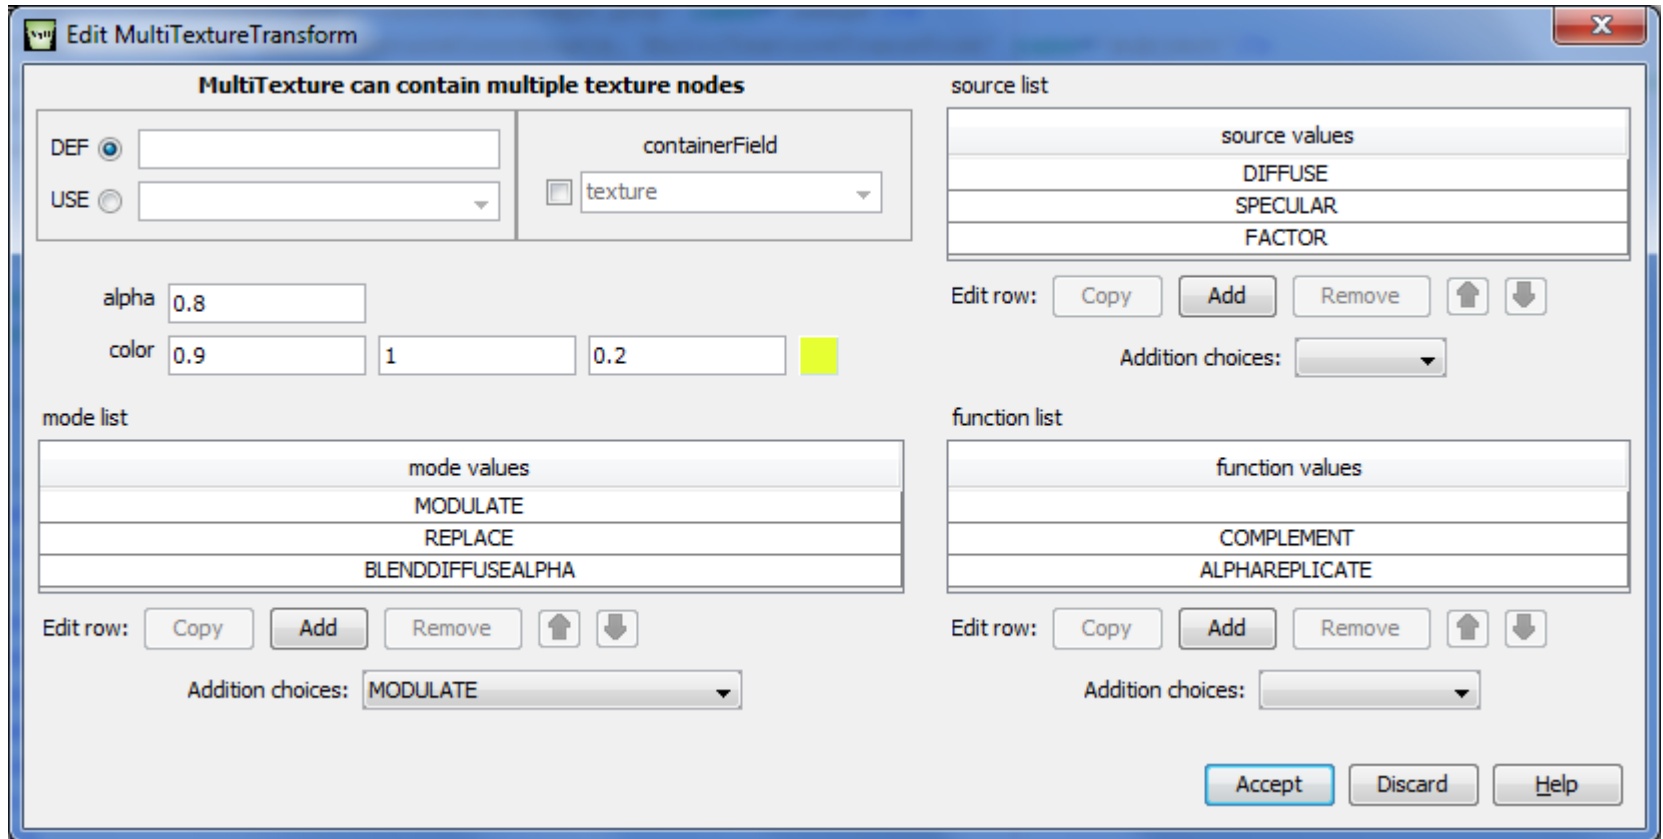 Edit MultiTextureTransform
MultiTexture can contain multiple texture nodes
DEF
USE
containerField
texture
alpha 0.8
color 0.9 1 0.2
source list
source values
DIFFUSE
SPECULAR
FACTOR
Edit row: Copy Add Remove
Addition choices:
mode list
mode values
MODULATE
REPLACE
BLENDDIFFUSEALPHA
Edit row: Copy Add Remove
Addition choices: MODULATE
function list
function values
COMPLEMENT
ALPHAREPLICATE
Edit row: Copy Add Remove
Addition choices:
Accept Discard Help